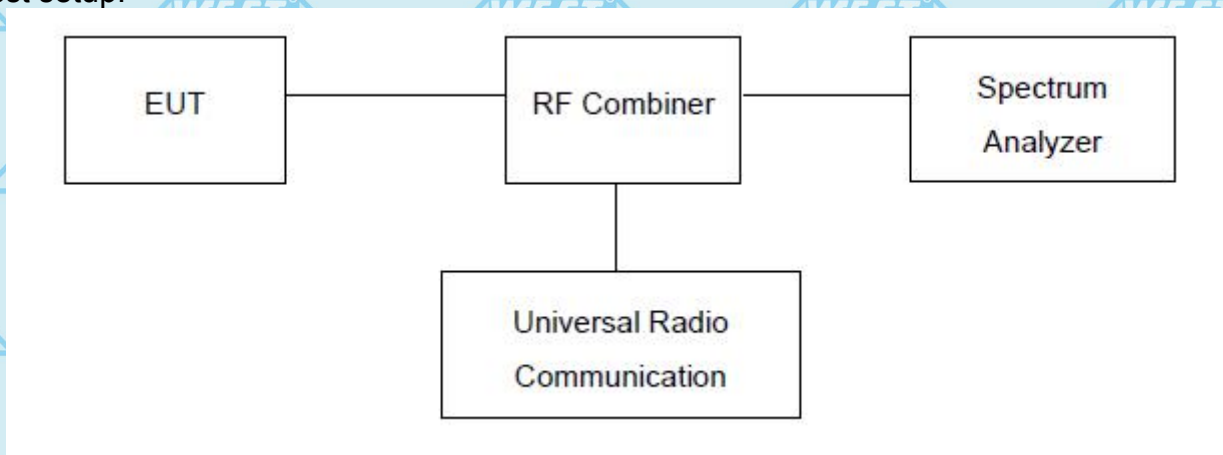 EUT
RF Combiner
Spectrum
Analyzer
Universal Radio
Communication